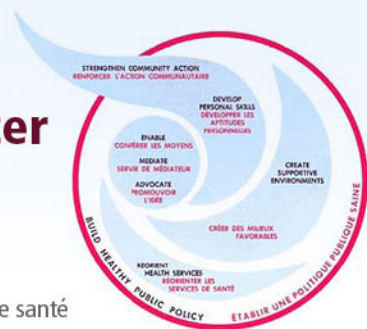 STRENGTHEN COMMUNITY ACTION
RENFORCER L'ACTION COMMUNAUTAIRE
DEVELOP
PERSONAL SKILLS
DÉVELOPPER LES
APTITUDES
PERSONNELLES
ter
ENABLE
CONFÉRER LES MOYENS
MEDIATE
SERVIR DE MÉDIATEUR
ADVOCATE
PROMOUVOIR
L'IDÉE
CREATE
SUPPORTIVE
ENVIRONMENTS
CRÉER DES MILIEUX
FAVORABLES
REORIENT
HEALTH SERVICES
RÉORIENTER LES
SERVICES DE SANTÉ
BUILD HEALTHY PUBLIC POLICY
ÉTABLIR UNE POLITIQUE PUBLIQUE SAINE
e santé